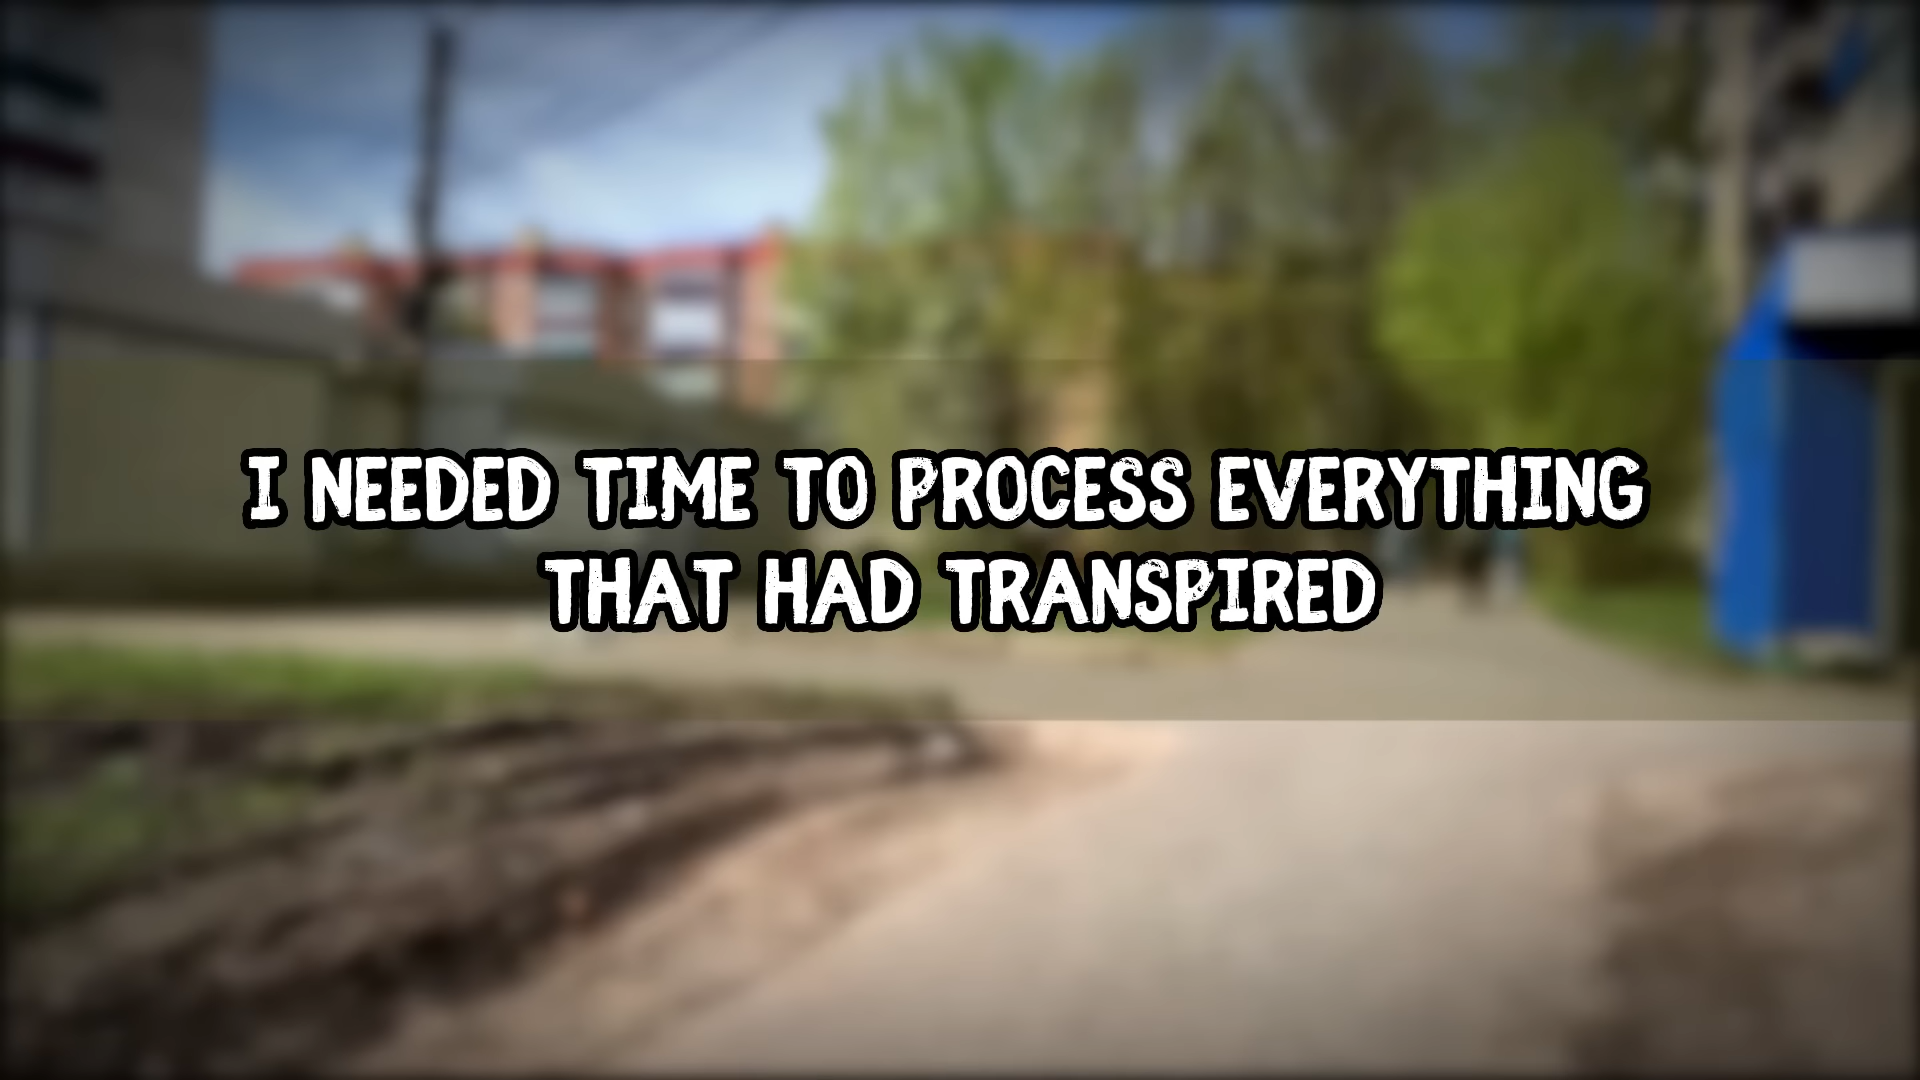 I NEEDED TIME TO PROCESS EVERYTHING
THAT HAD TRANSPIRED